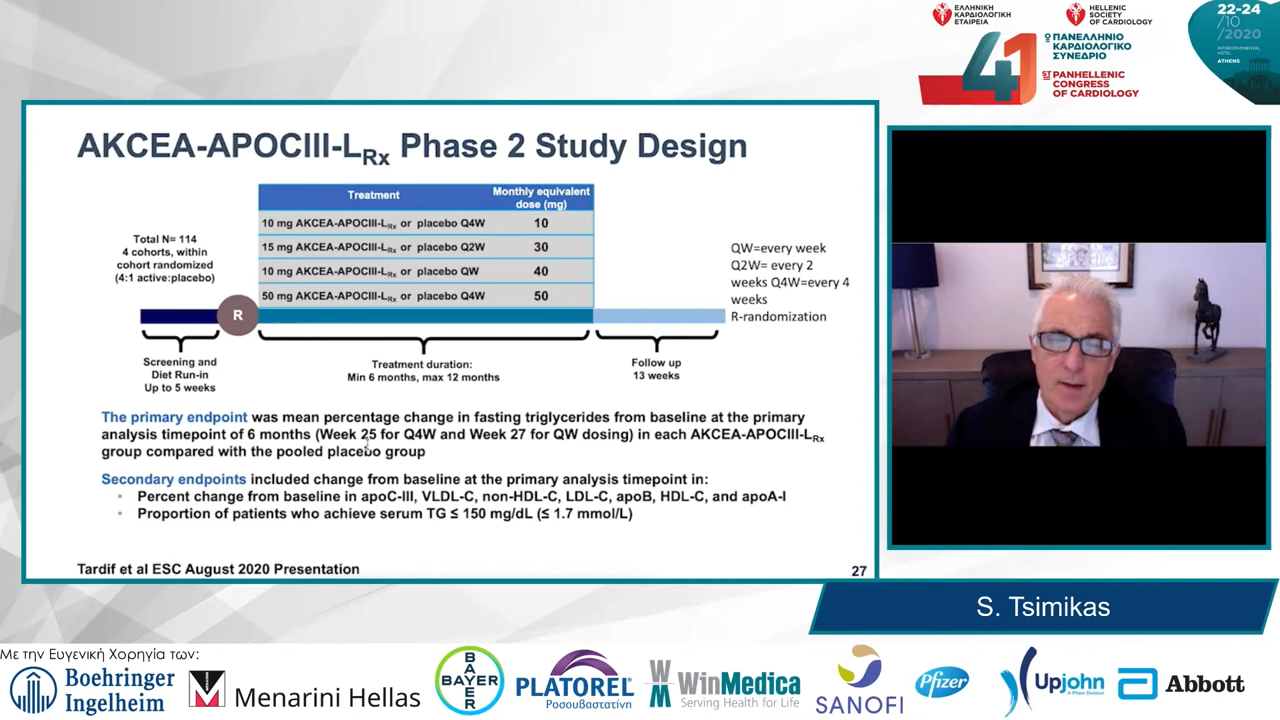 ΕΛΛΗΝΙΚΗ
ΚΑΡΔΙΟΛΟΓΙΚΗ
ΕΤΑΙΡΕΙΑ
HELLENIC
SOCIETY
OF CARDIOLOGY
41
Ο ΠΑΝΕΛΛΗΝΙΟ
ΚΑΡΔΙΟΛΟΓΙΚΟ
ΣΥΝΕΔΡΙΟ
ST PANHELLENIC
CONGRESS
OF CARDIOLOGY
22-24
/10
/2020
INTERCONTINENTAL
HOTEL
ATHENS
AKCEA-APOCIII-LRx Phase 2 Study Design
Treatment
Monthly equivalent
dose (mg)
10 mg AKCEA-APOCIII-LRx or placebo Q4W 10
15 mg AKCEA-APOCIII-LRx or placebo Q2W 30
10 mg AKCEA-APOCIII-LRx or placebo QW 40
50 mg AKCEA-APOCIII-LRx or placebo Q4W 50
Total N= 114
4 cohorts, within
cohort randomized
(4:1 active:placebo)
R
QW=every week
Q2W= every 2
weeks Q4W=every 4
weeks
R-randomization
Screening and
Diet Run-in
Up to 5 weeks
Treatment duration:
Min 6 months, max 12 months
Follow up
13 weeks
The primary endpoint was mean percentage change in fasting triglycerides from baseline at the primary
analysis timepoint of 6 months (Week 25 for Q4W and Week 27 for QW dosing) in each AKCEA-APOCIII-LRx
group compared with the pooled placebo group
Secondary endpoints included change from baseline at the primary analysis timepoint in:
• Percent change from baseline in apoC-III, VLDL-C, non-HDL-C, LDL-C, apoB, HDL-C, and apoA-I
• Proportion of patients who achieve serum TG ≤ 150 mg/dL (≤ 1.7 mmol/L)
Tardif et al ESC August 2020 Presentation
27
S. Tsimikas
Με την Ευγενική Χορηγία των:
Boehringer
Ingelheim
Menarini Hellas
BAYER
BAYER
PLATOREL
Ροσουβαστατίνη
WinMedica
Serving Health for Life
SANOFI
Pfizer
Upjohn
A Pfizer Division
Abbott